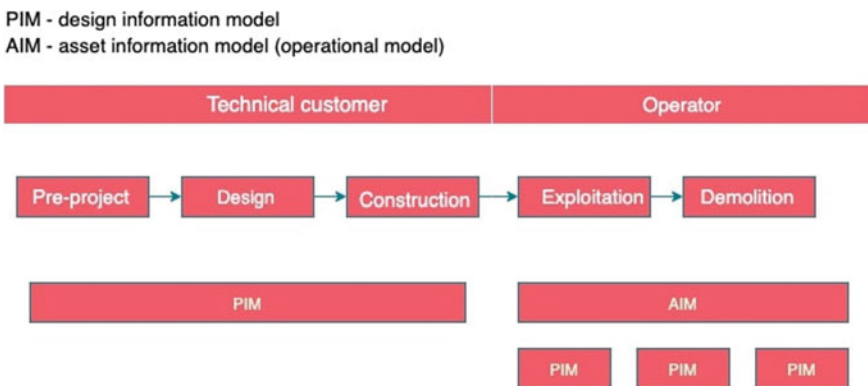 PIM - design information model
AIM - asset information model (operational model)
Technical customer Operator
Pre-project Design Construction Exploitation Demolition
PIM AIM
PIM PIM PIM